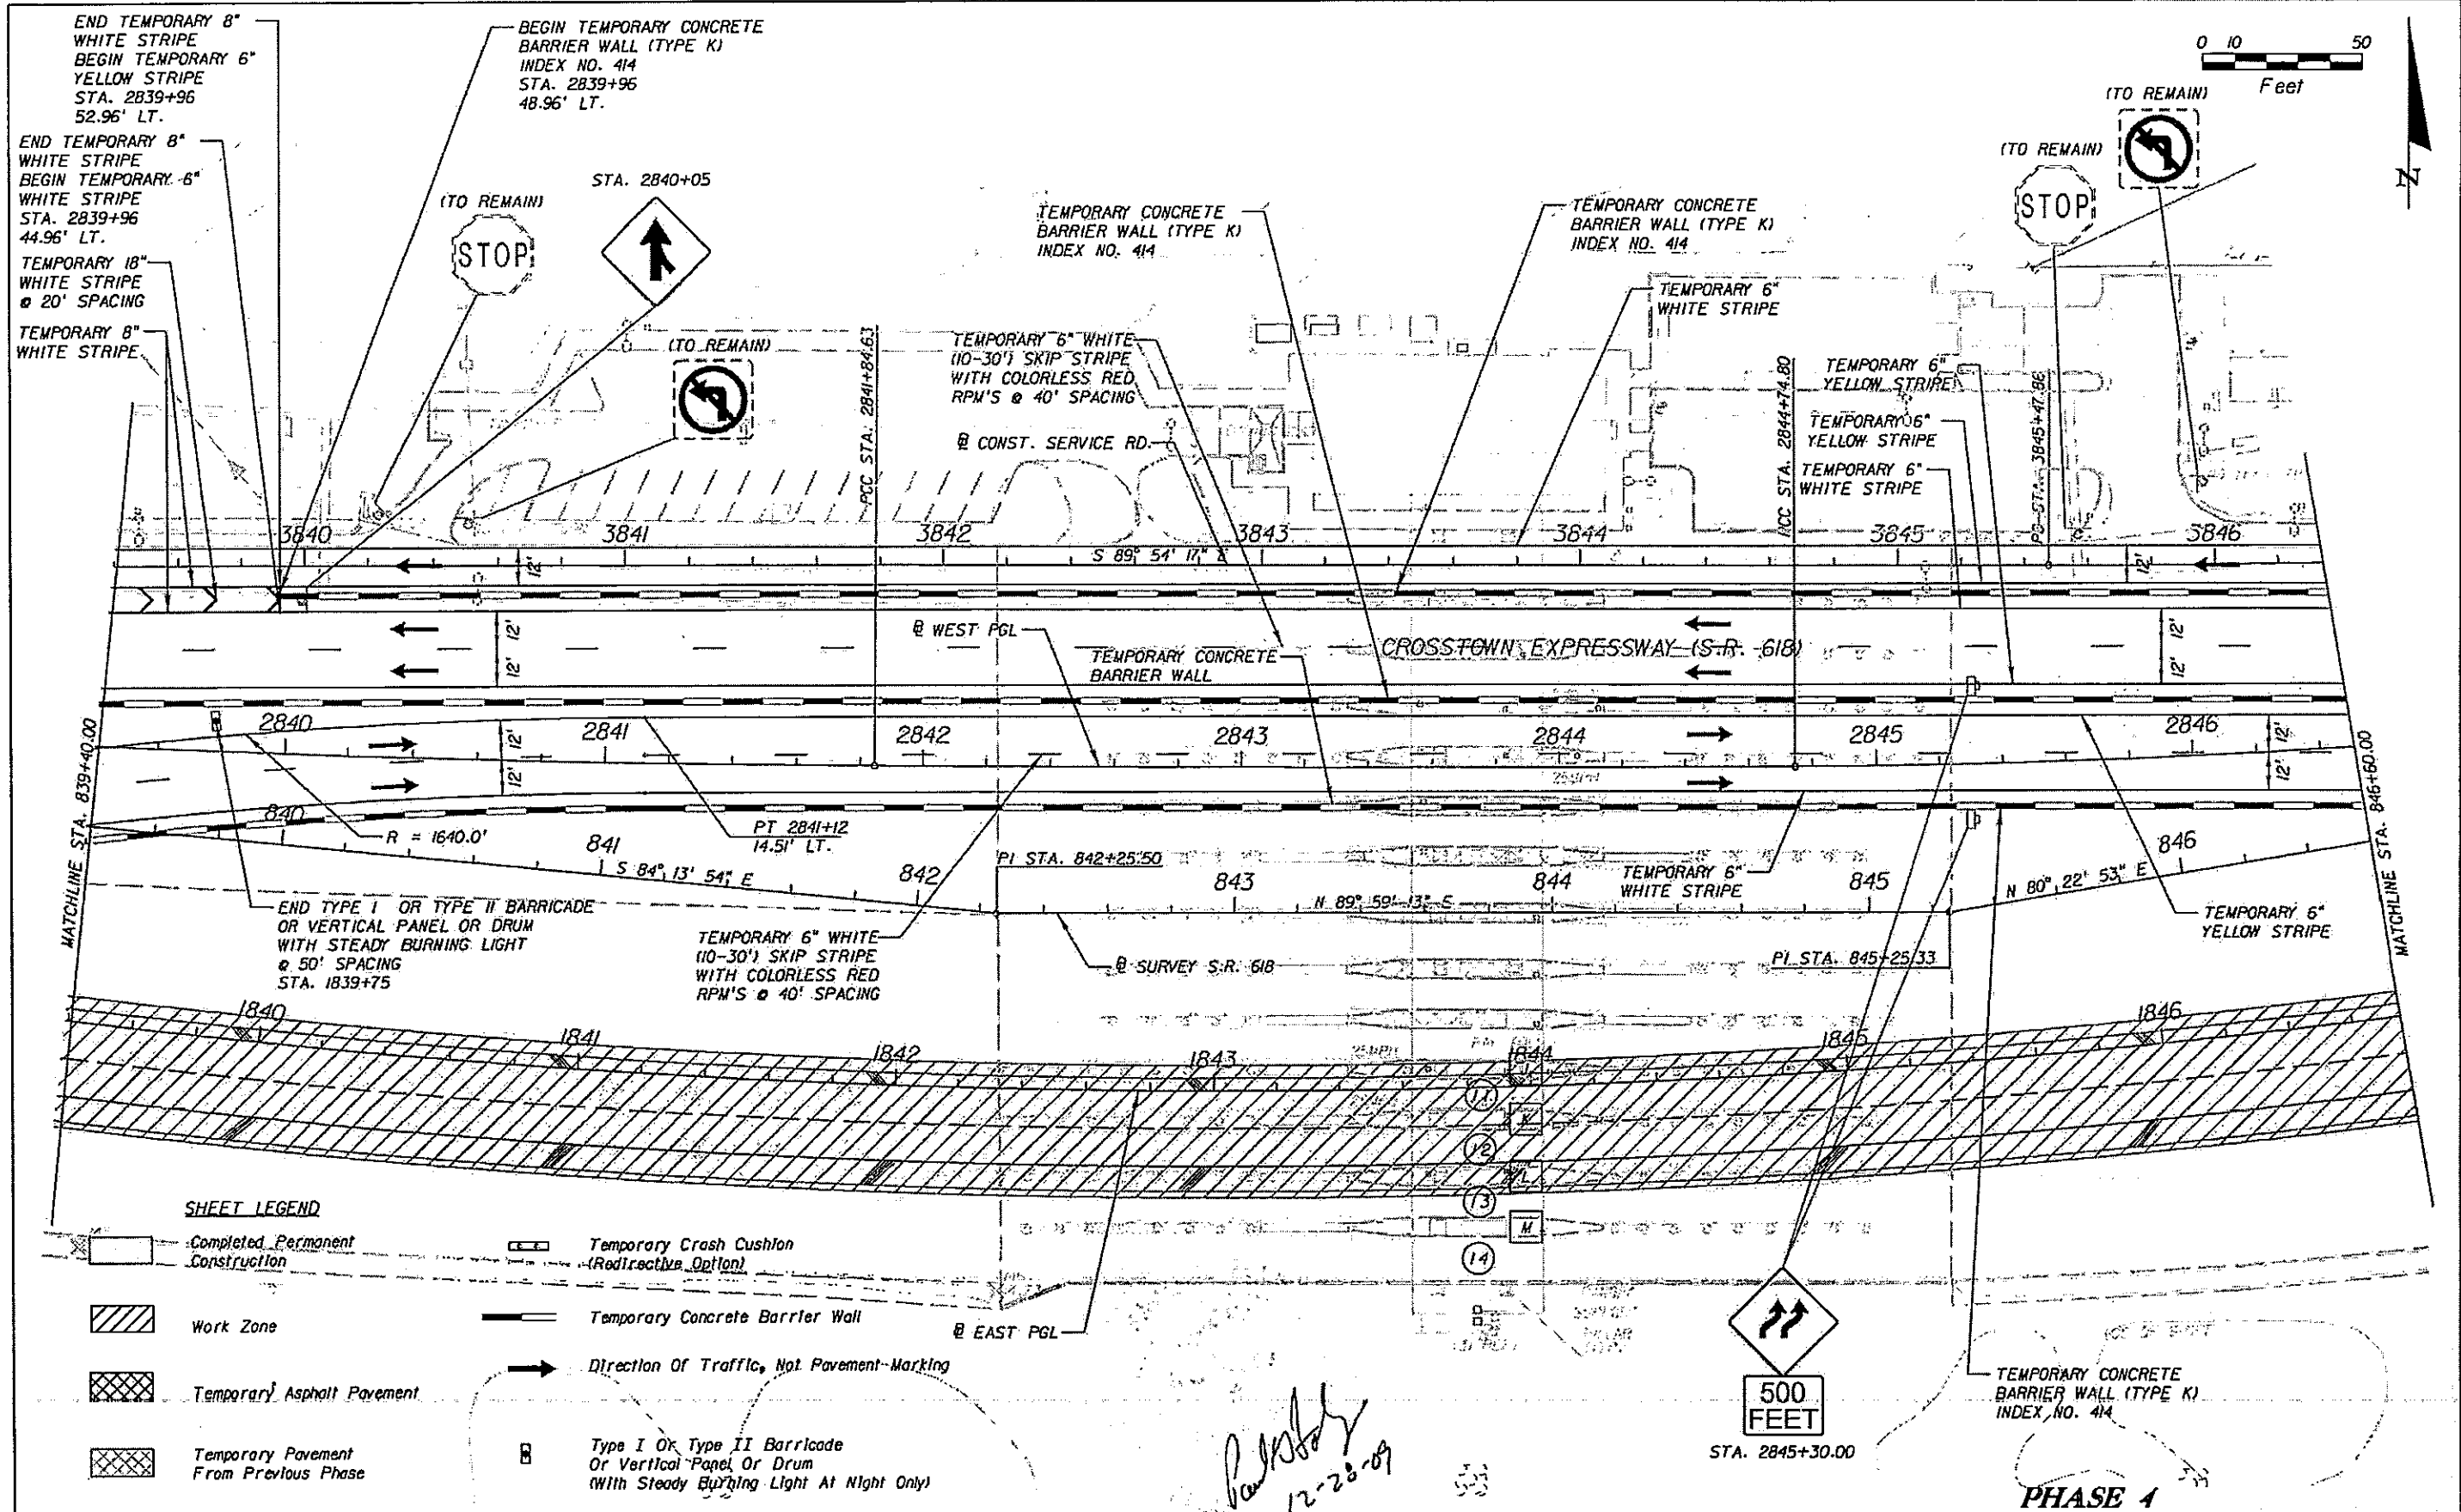 END TEMPORARY 8"
WHITE STRIPE
BEGIN TEMPORARY 6"
YELLOW STRIPE
STA. 2839+96
52.96' LT.
END TEMPORARY 8"
WHITE STRIPE
BEGIN TEMPORARY 6"
WHITE STRIPE
STA. 2839+96
44.96' LT.
TEMPORARY 18"
WHITE STRIPE
@ 20' SPACING
TEMPORARY 8"
WHITE STRIPE
BEGIN TEMPORARY CONCRETE
BARRIER WALL (TYPE K)
INDEX NO. 414
STA. 2839+96
48.96' LT.
(TO REMAIN)
STOP
STA. 2840+05
(TO REMAIN)
PCC STA. 2841+84.63
TEMPORARY CONCRETE
BARRIER WALL (TYPE K)
INDEX NO. 414
TEMPORARY 6" WHITE
(10-30') SKIP STRIPE
WITH COLORLESS RED
RPM'S @ 40' SPACING
CONST. SERVICE RD.
TEMPORARY CONCRETE
BARRIER WALL (TYPE K)
INDEX NO. 414
TEMPORARY 6"
WHITE STRIPE
0 10 50
Feet
N
(TO REMAIN)
(TO REMAIN)
STOP
TEMPORARY 6"
YELLOW STRIPE
TEMPORARY 6"
YELLOW STRIPE
TEMPORARY 6"
WHITE STRIPE
PCC STA. 2844+74.80
3845+47.86
3840 3841 3842 3843 3844 3845 3846
S 89° 54' 17" E
12' 12'
WEST PGL
CROSSTOWN EXPRESSWAY (S.R. 618)
12' 12'
12' 12'
TEMPORARY CONCRETE
BARRIER WALL
2840 2841 2842 2843 2844 2845 2846
12' 12'
12' 12'
MATCHLINE STA. 839+40.00
MATCHLINE STA. 846+60.00
R = 1640.0'
PT 2841+12
14.51' LT.
840 841 842 843 844 845 846
S 84° 13' 54" E
PI STA. 842+25.50
N 89° 59' 13" E
TEMPORARY 6"
WHITE STRIPE
N 80° 22' 53" E
TEMPORARY 6"
YELLOW STRIPE
END TYPE I OR TYPE II BARRICADE
OR VERTICAL PANEL OR DRUM
WITH STEADY BURNING LIGHT
@ 50' SPACING
STA. 1839+75
TEMPORARY 6" WHITE
(10-30') SKIP STRIPE
WITH COLORLESS RED
RPM'S @ 40' SPACING
SURVEY S.R. 618
PI STA. 845+25.33
1840 1841 1842 1843 1844 1845 1846
11
K
12
L
13
M
14
EAST PGL
SHEET LEGEND
Completed Permanent
Construction
Work Zone
Temporary Asphalt Pavement
Temporary Pavement
From Previous Phase
Temporary Crash Cushion
(Redirective Option)
Temporary Concrete Barrier Wall
Direction Of Traffic, Not Pavement Marking
Type I Or Type II Barricade
Or Vertical Panel Or Drum
(With Steady Burning Light At Night Only)
12-28-09
500
FEET
STA. 2845+30.00
TEMPORARY CONCRETE
BARRIER WALL (TYPE K)
INDEX NO. 414
PHASE 4